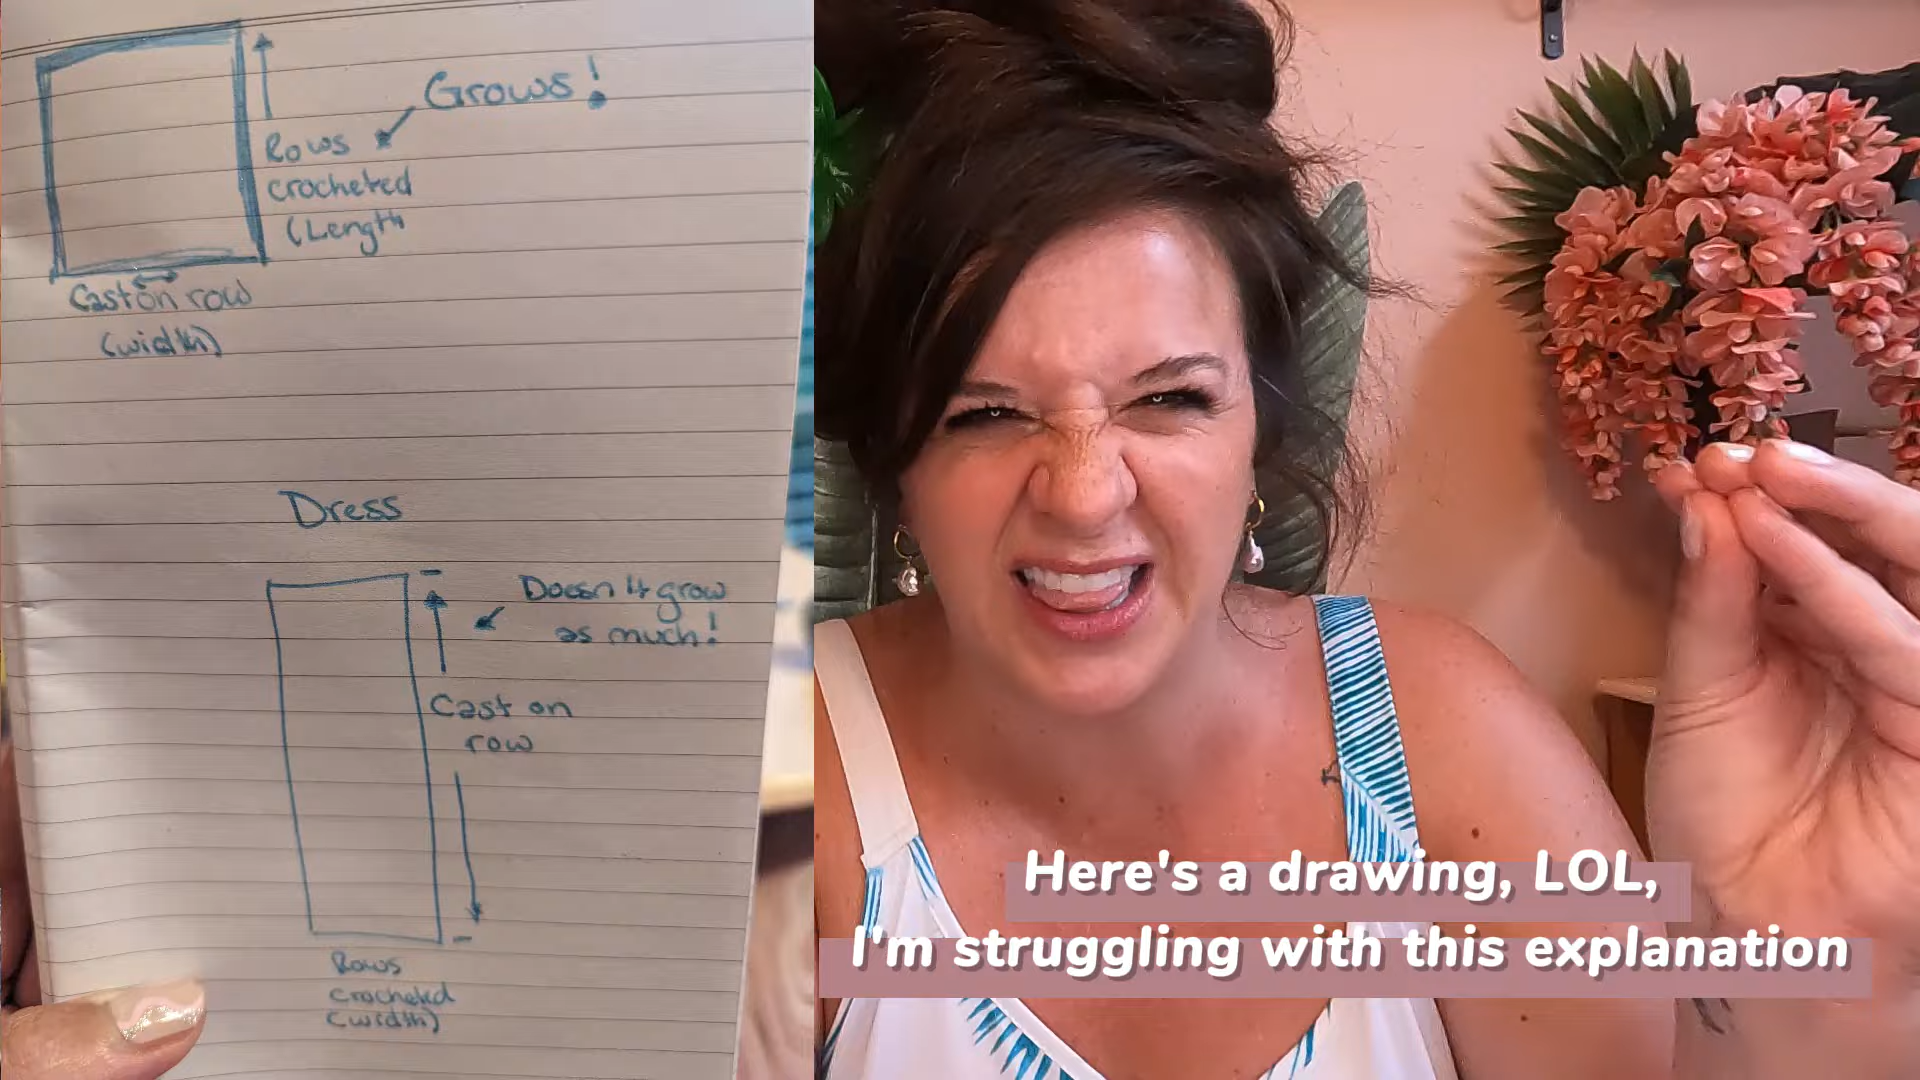 Grows!
Rows
crocheted
(Length
Cast on row
(width)
Dress
Doesn't grow
as much!
Cast on
row
Rows
crocheted
(width)
Here's a drawing, LOL,
I'm struggling with this explanation